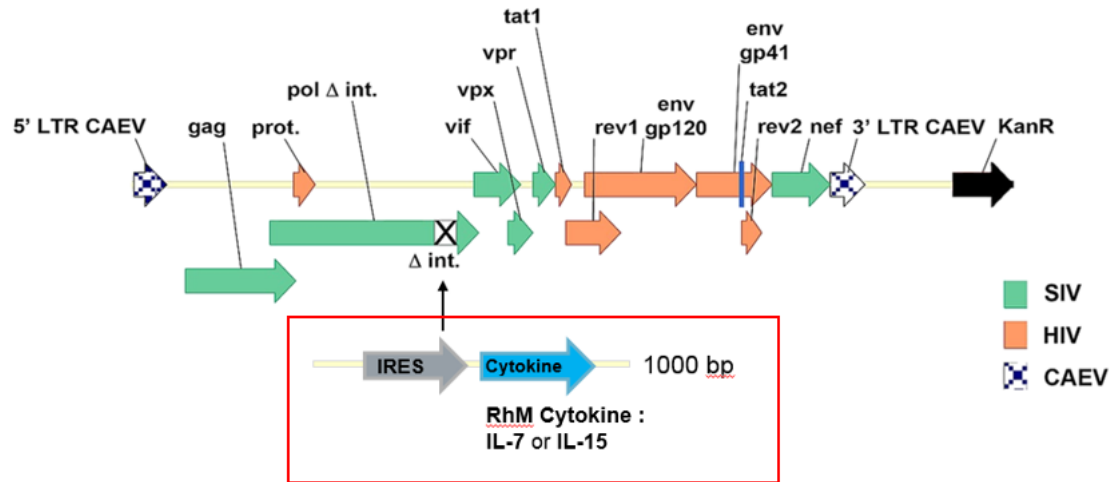 tat1
env
gp41
vpr
pol Δ int.
vpx
env
tat2
5' LTR CAEV
gag
prot.
vif
rev1
gp120
rev2
nef
3' LTR CAEV
KanR
Δ int.
SIV
HIV
CAEV
IRES
Cytokine
1000 bp
RhM Cytokine :
IL-7 or IL-15